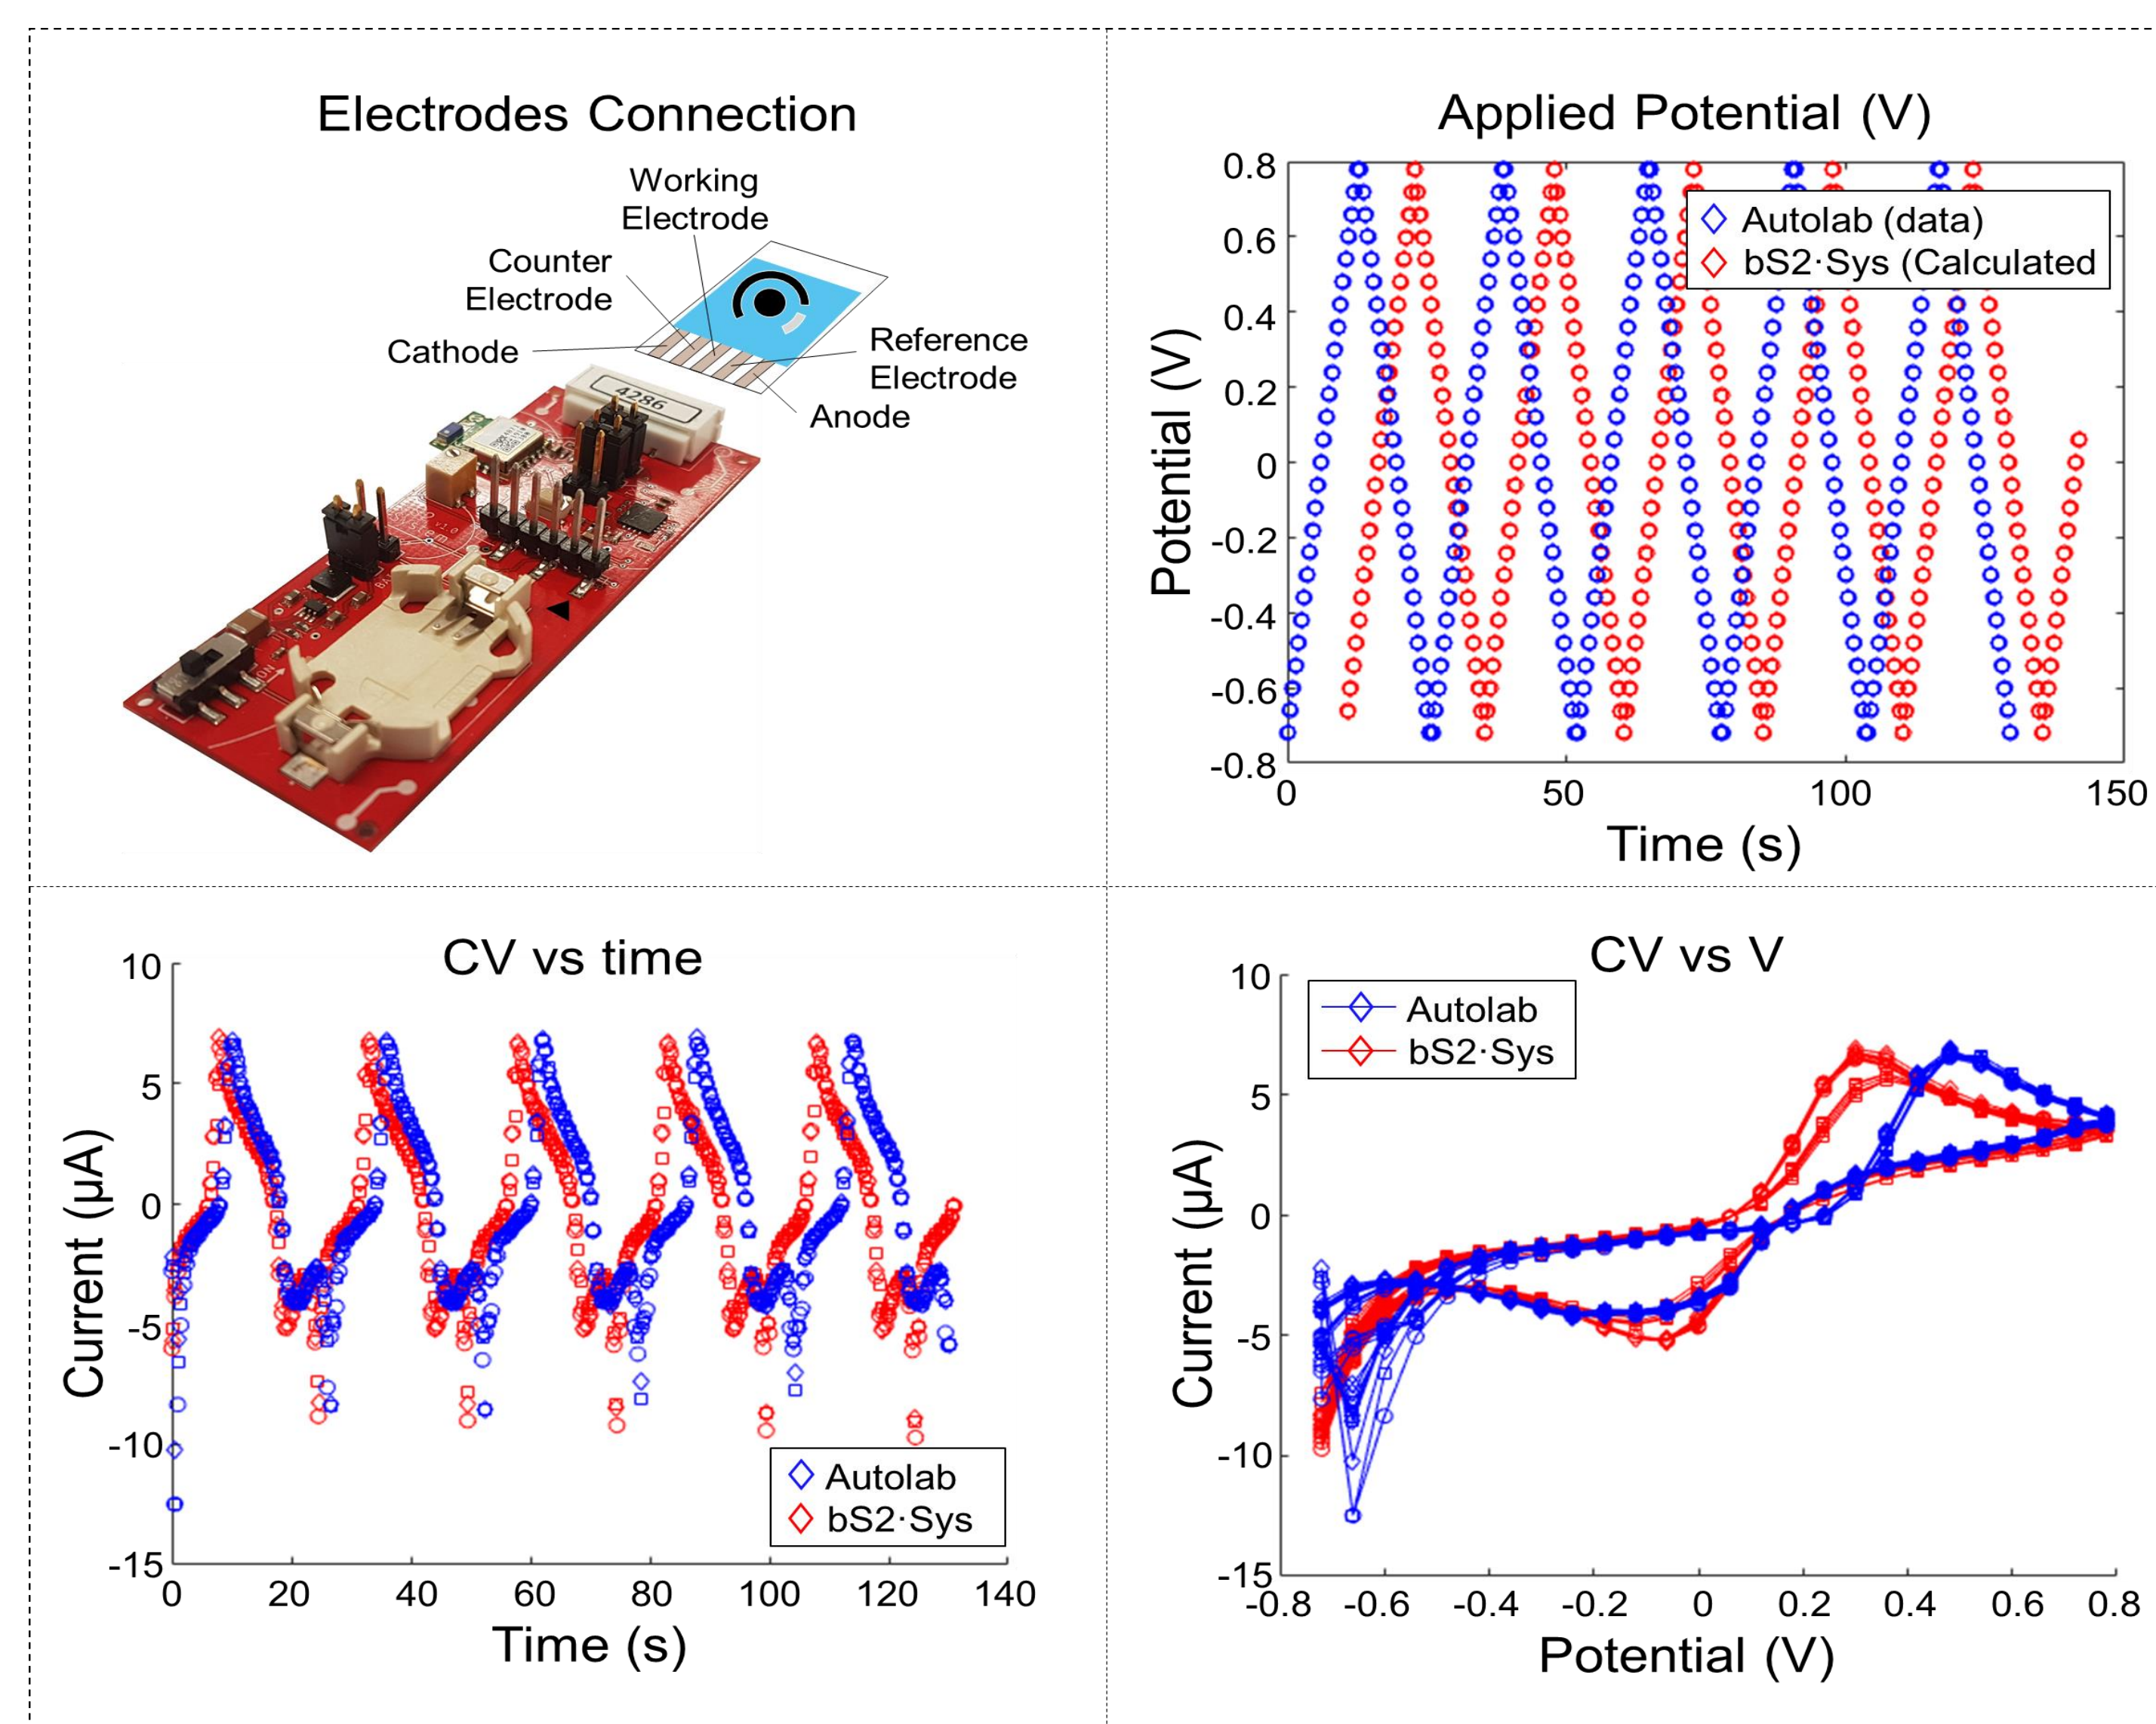 Electrodes Connection
Working
Electrode
Counter
Electrode
Cathode
Reference
Electrode
Anode
4286
Applied Potential (V)
0.8
0.6
0.4
0.2
0
-0.2
-0.4
-0.6
-0.8
Potential (V)
Autolab (data)
bS2·Sys (Calculated
0 50 100 150
Time (s)
CV vs time
10
5
0
-5
-10
-15
Current (µA)
Autolab
bS2·Sys
0 20 40 60 80 100 120 140
Time (s)
CV vs V
10
5
0
-5
-10
-15
Current (µA)
Autolab
bS2·Sys
-0.8 -0.6 -0.4 -0.2 0 0.2 0.4 0.6 0.8
Potential (V)